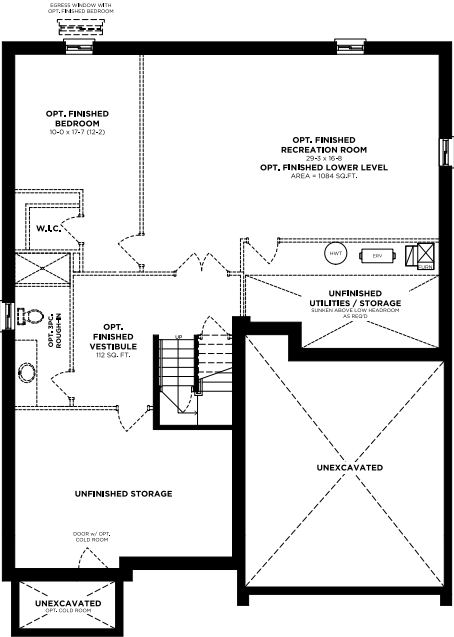 EGRESS WINDOW WITH
OPT. FINISHED BEDROOM
OPT. FINISHED
BEDROOM
10-0 x 17-7 (12-2)
OPT. FINISHED
RECREATION ROOM
29-3 x 16-8
OPT. FINISHED LOWER LEVEL
AREA = 1084 SQ.FT.
W.I.C.
HWT
ERV
FURN
UNFINISHED
UTILITIES / STORAGE
SUNKEN ABOVE LOW HEADROOM
AS REQ'D
OPT. 3PC.
ROUGH-IN
OPT.
FINISHED
VESTIBULE
112 SQ. FT.
UP
UNEXCAVATED
UNFINISHED STORAGE
DOOR w/ OPT.
COLD ROOM
UNEXCAVATED
OPT. COLD ROOM